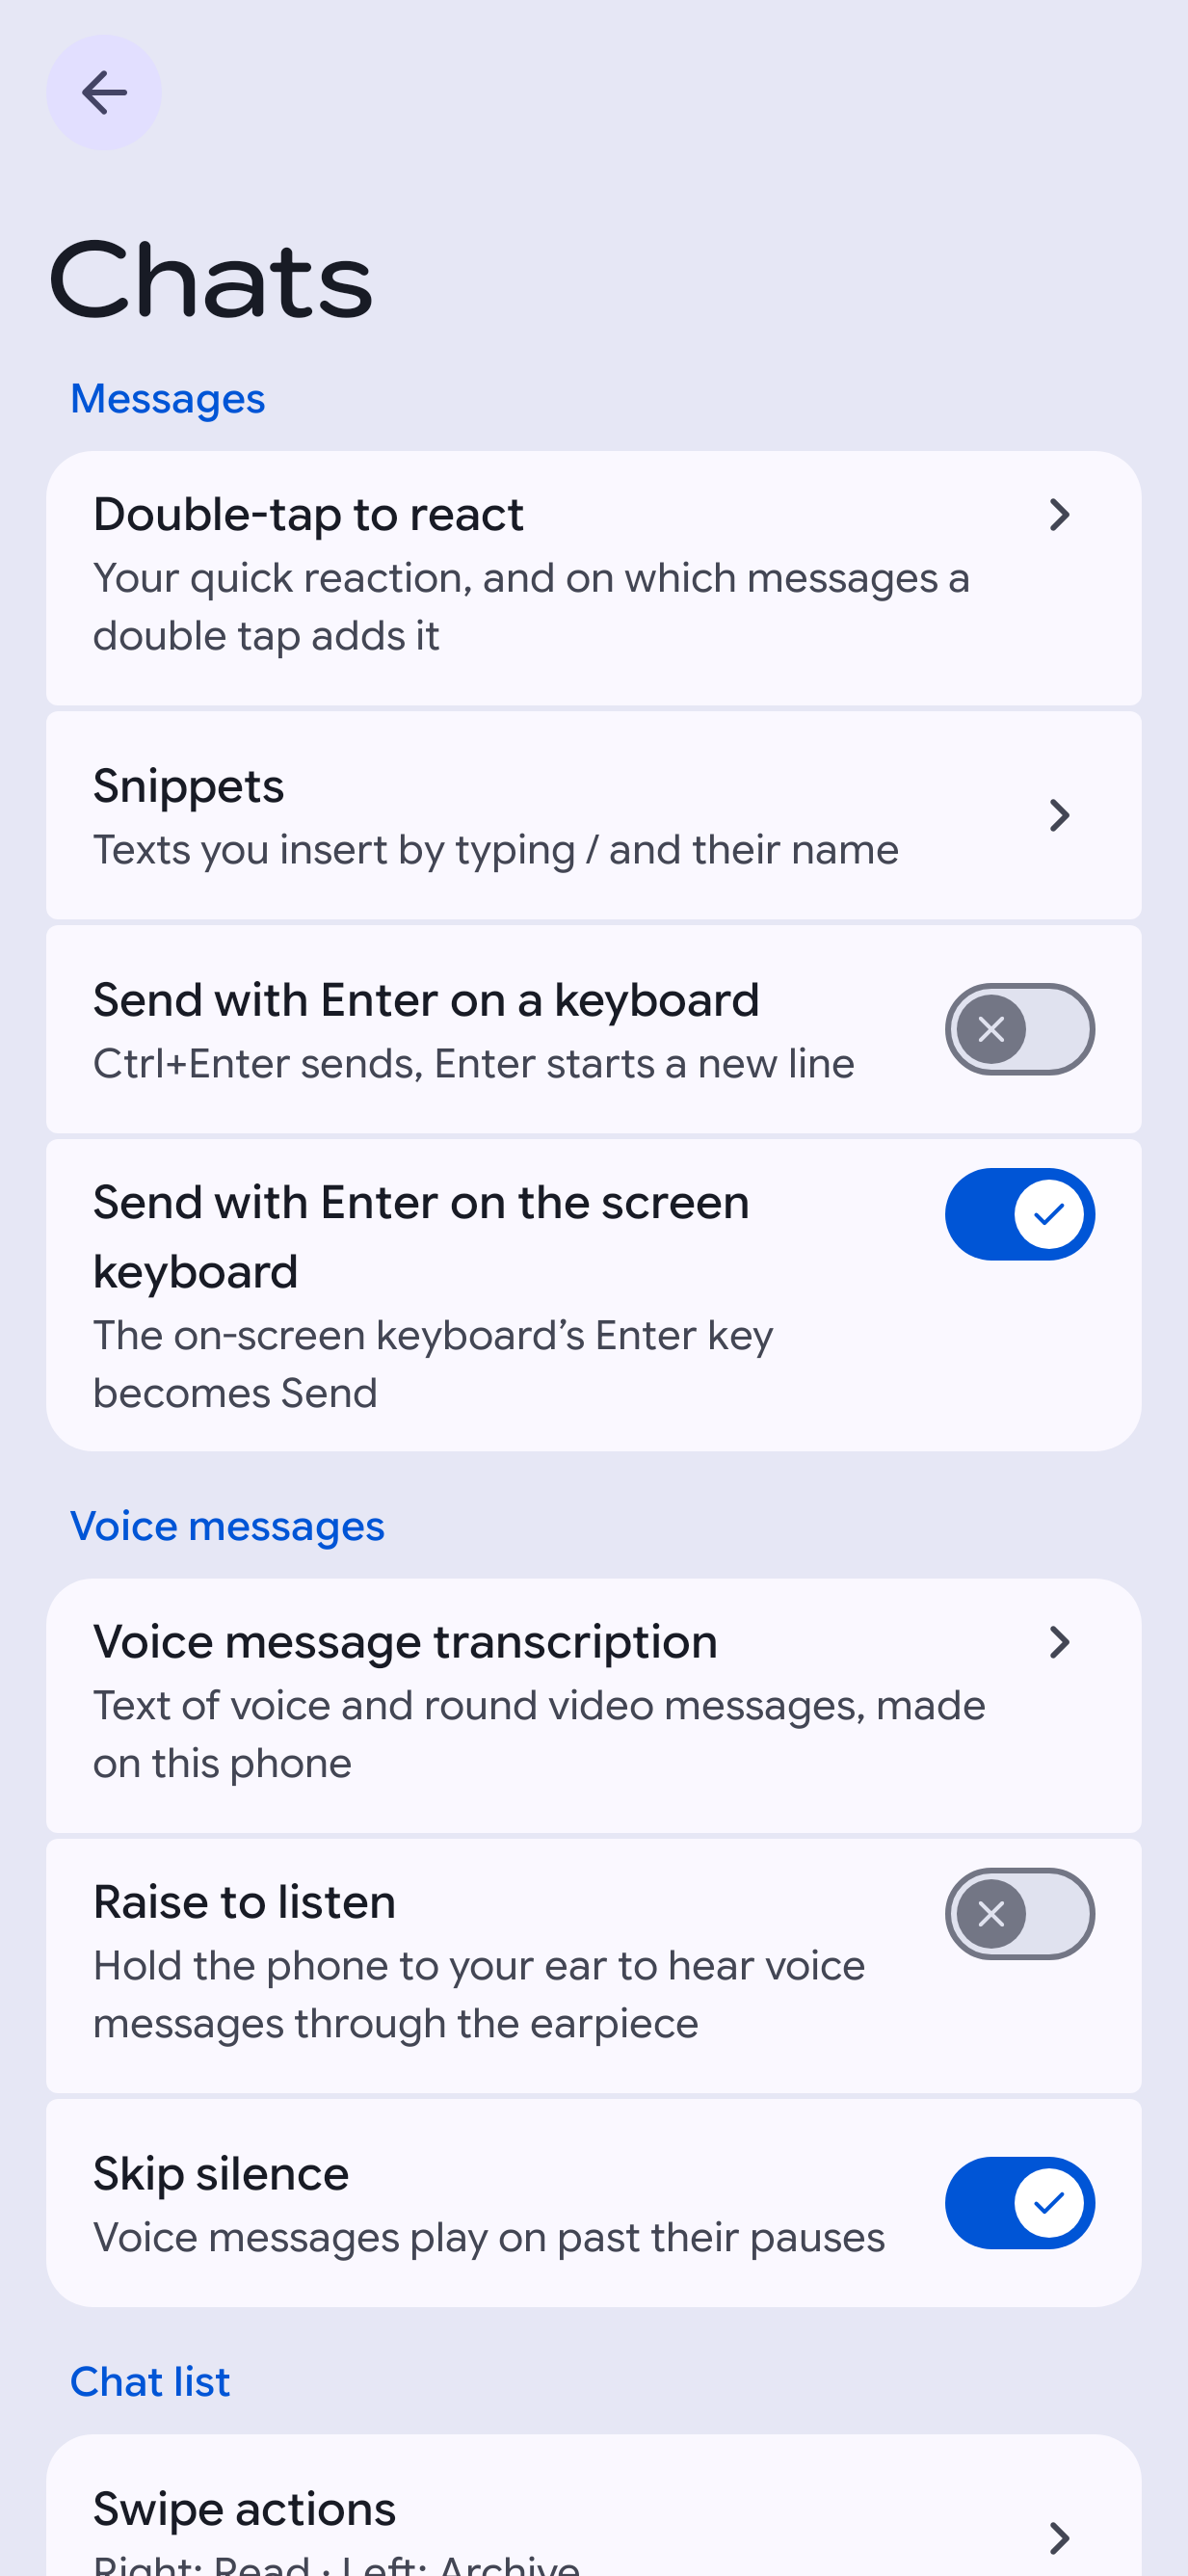 Chats
Messages
Double-tap to react
Your quick reaction, and on which messages a
double tap adds it
Snippets
Texts you insert by typing / and their name
Send with Enter on a keyboard
Ctrl+Enter sends, Enter starts a new line
Send with Enter on the screen
keyboard
The on-screen keyboard’s Enter key
becomes Send
Voice messages
Voice message transcription
Text of voice and round video messages, made
on this phone
Raise to listen
Hold the phone to your ear to hear voice
messages through the earpiece
Skip silence
Voice messages play on past their pauses
Chat list
Swipe actions
Right: Read · Left: Archive